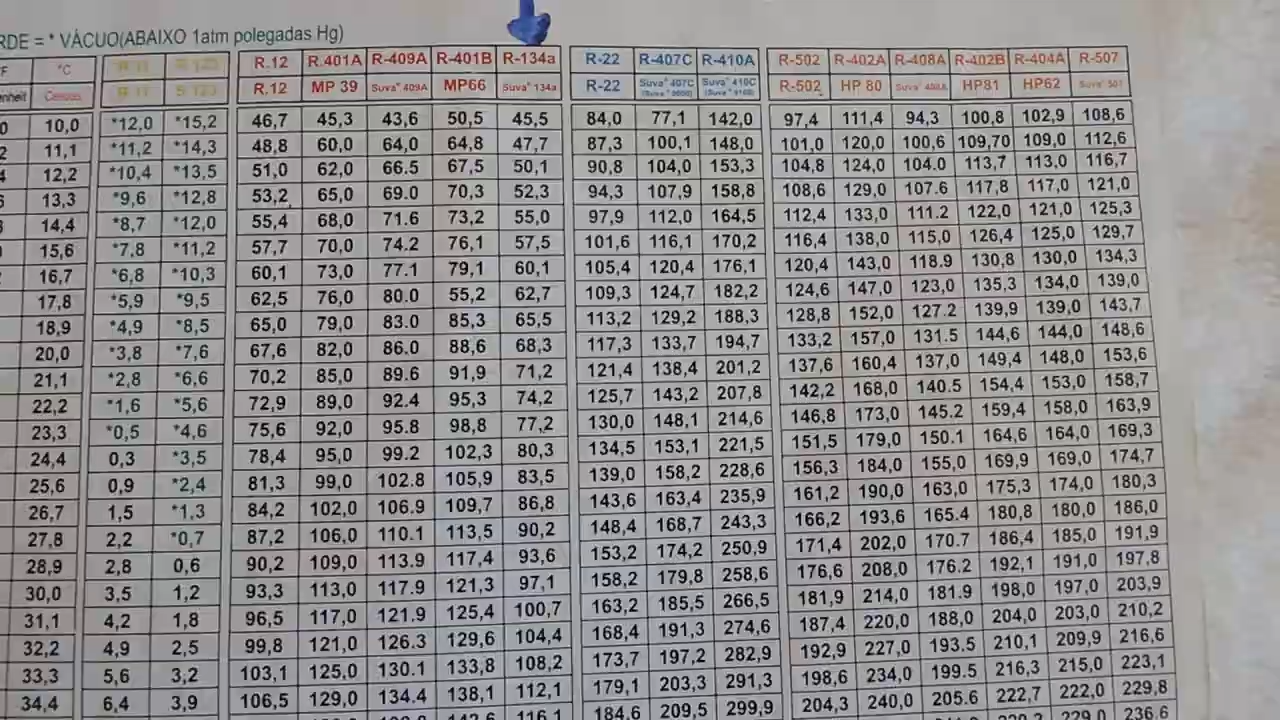 RDE = * VÁCUO(ABAIXO 1atm polegadas Hg)
°F °C R-11 R-123 R.12 R.401A R-409A R-401B R-134a R-22 R-407C R-410A R-502 R-402A R-408A R-402B R-404A R-507
enheit Celsius R-11 R.12 MP 39 Suva® 409A MP66 Suva® 134a R-22 Suva® 407C Suva® 410C R-502 HP 80 HP81 HP62 Suva® 507
0 10,0 *12,0 *15,2 46,7 45,3 43,6 50,5 45,5 84,0 77,1 142,0 97,4 111,4 94,3 100,8 102,9 108,6
2 11,1 *11,2 *14,3 48,8 60,0 64,0 64,8 47,7 87,3 100,1 148,0 101,0 120,0 100,6 109,70 109,0 112,6
4 12,2 *10,4 *13,5 51,0 62,0 66.5 67,5 50,1 90,8 104,0 153,3 104,8 124,0 104.0 113,7 113,0 116,7
13,3 *9,6 *12,8 53,2 65,0 69.0 70,3 52,3 94,3 107,9 158,8 108,6 129,0 107.6 117,8 117,0 121,0
14,4 *8,7 *12,0 55,4 68,0 71.6 73,2 55,0 97,9 112,0 164,5 112,4 133,0 111.2 122,0 121,0 125,3
15,6 *7,8 *11,2 57,7 70,0 74.2 76,1 57,5 101,6 116,1 170,2 116,4 138,0 115,0 126,4 125,0 129,7
16,7 *6,8 *10,3 60,1 73,0 77.1 79,1 60,1 105,4 120,4 176,1 120,4 143,0 118.9 130,8 130,0 134,3
17,8 *5,9 *9,5 62,5 76,0 80.0 55,2 62,7 109,3 124,7 182,2 124,6 147,0 123,0 135,3 134,0 139,0
18,9 *4,9 *8,5 65,0 79,0 83.0 85,3 65,5 113,2 129,2 188,3 128,8 152,0 127.2 139,9 139,0 143,7
20,0 *3,8 *7,6 67,6 82,0 86.0 88,6 68,3 117,3 133,7 194,7 133,2 157,0 131.5 144,6 144,0 148,6
21,1 *2,8 *6,6 70,2 85,0 89.6 91,9 71,2 121,4 138,4 201,2 137,6 160,4 137,0 149,4 148,0 153,6
22,2 *1,6 *5,6 72,9 89,0 92.4 95,3 74,2 125,7 143,2 207,8 142,2 168,0 140.5 154,4 153,0 158,7
23,3 *0,5 *4,6 75,6 92,0 95.8 98,8 77,2 130,0 148,1 214,6 146,8 173,0 145.2 159,4 158,0 163,9
24,4 0,3 *3,5 78,4 95,0 99.2 102,3 80,3 134,5 153,1 221,5 151,5 179,0 150.1 164,6 164,0 169,3
25,6 0,9 *2,4 81,3 99,0 102.8 105,9 83,5 139,0 158,2 228,6 156,3 184,0 155,0 169,9 169,0 174,7
26,7 1,5 *1,3 84,2 102,0 106.9 109,7 86,8 143,6 163,4 235,9 161,2 190,0 163,0 175,3 174,0 180,3
27,8 2,2 *0,7 87,2 106,0 110.1 113,5 90,2 148,4 168,7 243,3 166,2 193,6 165.4 180,8 180,0 186,0
28,9 2,8 0,6 90,2 109,0 113.9 117,4 93,6 153,2 174,2 250,9 171,4 202,0 170.7 186,4 185,0 191,9
30,0 3,5 1,2 93,3 113,0 117.9 121,3 97,1 158,2 179,8 258,6 176,6 208,0 176.2 192,1 191,0 197,8
31,1 4,2 1,8 96,5 117,0 121.9 125,4 100,7 163,2 185,5 266,5 181,9 214,0 181.9 198,0 197,0 203,9
32,2 4,9 2,5 99,8 121,0 126.3 129,6 104,4 168,4 191,3 274,6 187,4 220,0 188,0 204,0 203,0 210,2
33,3 5,6 3,2 103,1 125,0 130.1 133,8 108,2 173,7 197,2 282,9 192,9 227,0 193.5 210,1 209,9 216,6
34,4 6,4 3,9 106,5 129,0 134.4 138,1 112,1 179,1 203,3 291,3 198,6 234,0 199.5 216,3 215,0 223,1
142,6 116,1 184,6 209,5 299,9 204,3 240,0 205.6 222,7 222,0 229,8
229,0 236,6